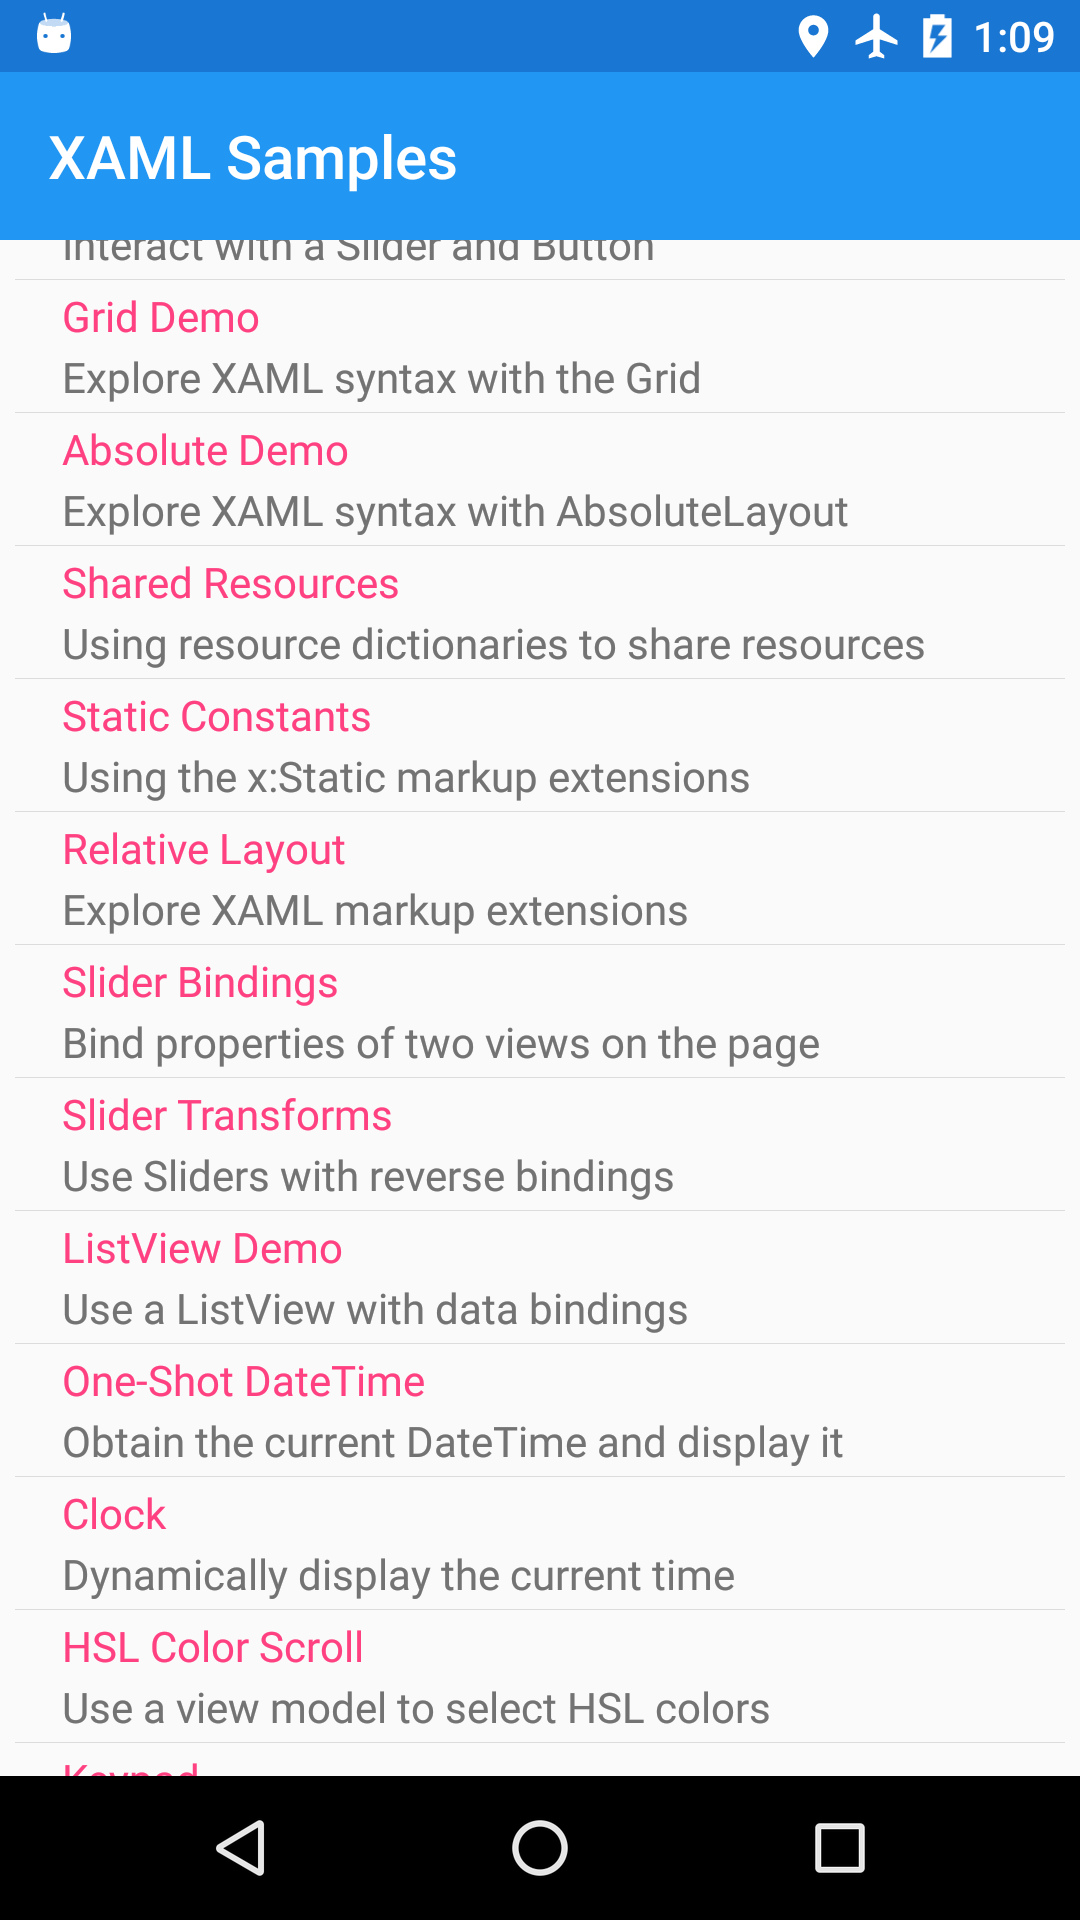 1:09
XAML Samples
Interact with a Slider and Button
Grid Demo
Explore XAML syntax with the Grid
Absolute Demo
Explore XAML syntax with AbsoluteLayout
Shared Resources
Using resource dictionaries to share resources
Static Constants
Using the x:Static markup extensions
Relative Layout
Explore XAML markup extensions
Slider Bindings
Bind properties of two views on the page
Slider Transforms
Use Sliders with reverse bindings
ListView Demo
Use a ListView with data bindings
One-Shot DateTime
Obtain the current DateTime and display it
Clock
Dynamically display the current time
HSL Color Scroll
Use a view model to select HSL colors
Keypad